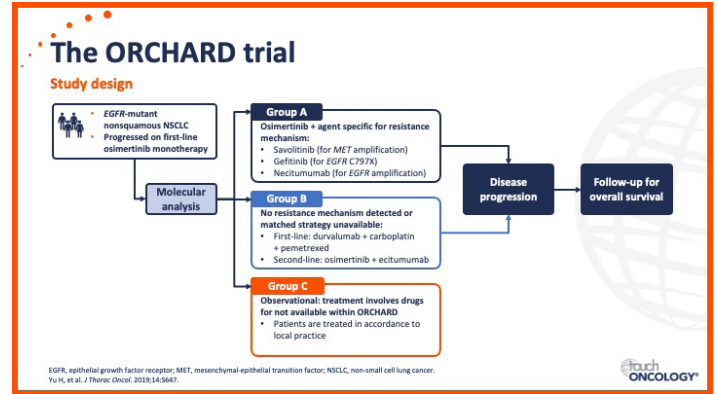 The ORCHARD trial
Study design
• EGFR-mutant
nonsquamous NSCLC
• Progressed on first-line
osimertinib monotherapy
Molecular
analysis
Group A
Osimertinib + agent specific for resistance
mechanism:
• Savolitinib (for MET amplification)
• Gefitinib (for EGFR C797X)
• Necitumumab (for EGFR amplification)
Group B
No resistance mechanism detected or
matched strategy unavailable:
• First-line: durvalumab + carboplatin
+ pemetrexed
• Second-line: osimertinib + ecitumumab
Group C
Observational: treatment involves drugs
for not available within ORCHARD
• Patients are treated in accordance to
local practice
Disease
progression
Follow-up for
overall survival
EGFR, epithelial growth factor receptor; MET, mesenchymal-epithelial transition factor; NSCLC, non-small cell lung cancer.
Yu H, et al. J Thorac Oncol. 2019;14:S647.
touch
ONCOLOGY®